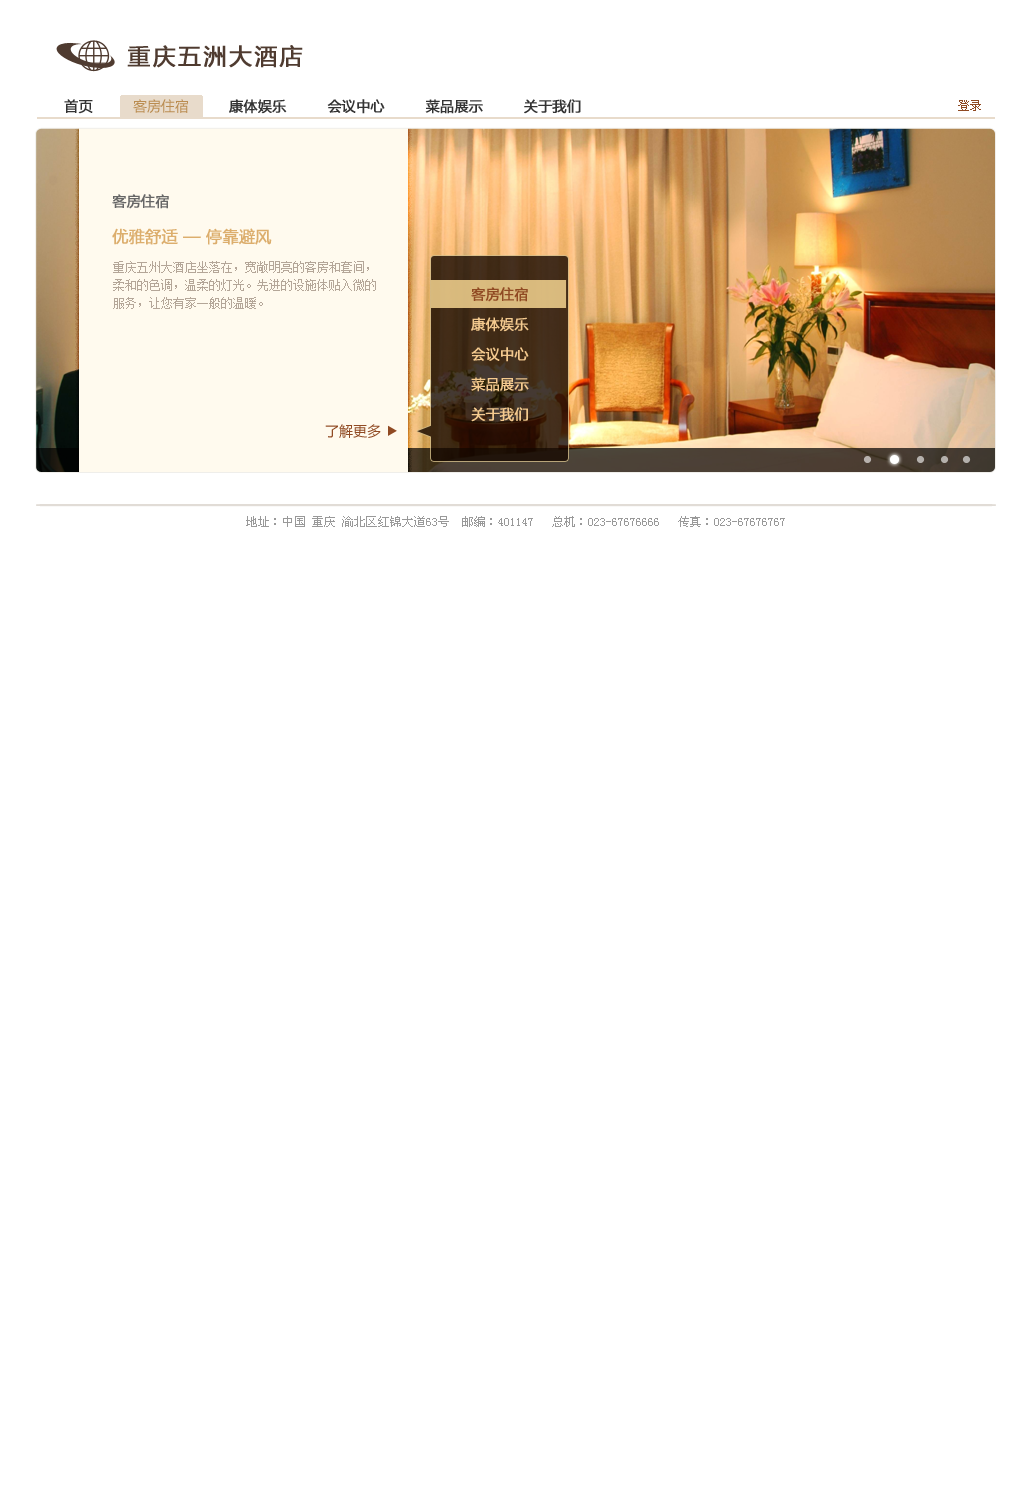 重庆五洲大酒店
首页 客房住宿 康体娱乐 会议中心 菜品展示 关于我们 登录
客房住宿
优雅舒适 — 停靠避风
重庆五州大酒店坐落在，宽敞明亮的客房和套间，
柔和的色调，温柔的灯光。先进的设施体贴入微的
服务，让您有家一般的温暖。
了解更多
客房住宿
康体娱乐
会议中心
菜品展示
关于我们
地址：中国 重庆 渝北区红锦大道63号 邮编：401147 总机：023-67676666 传真：023-67676767